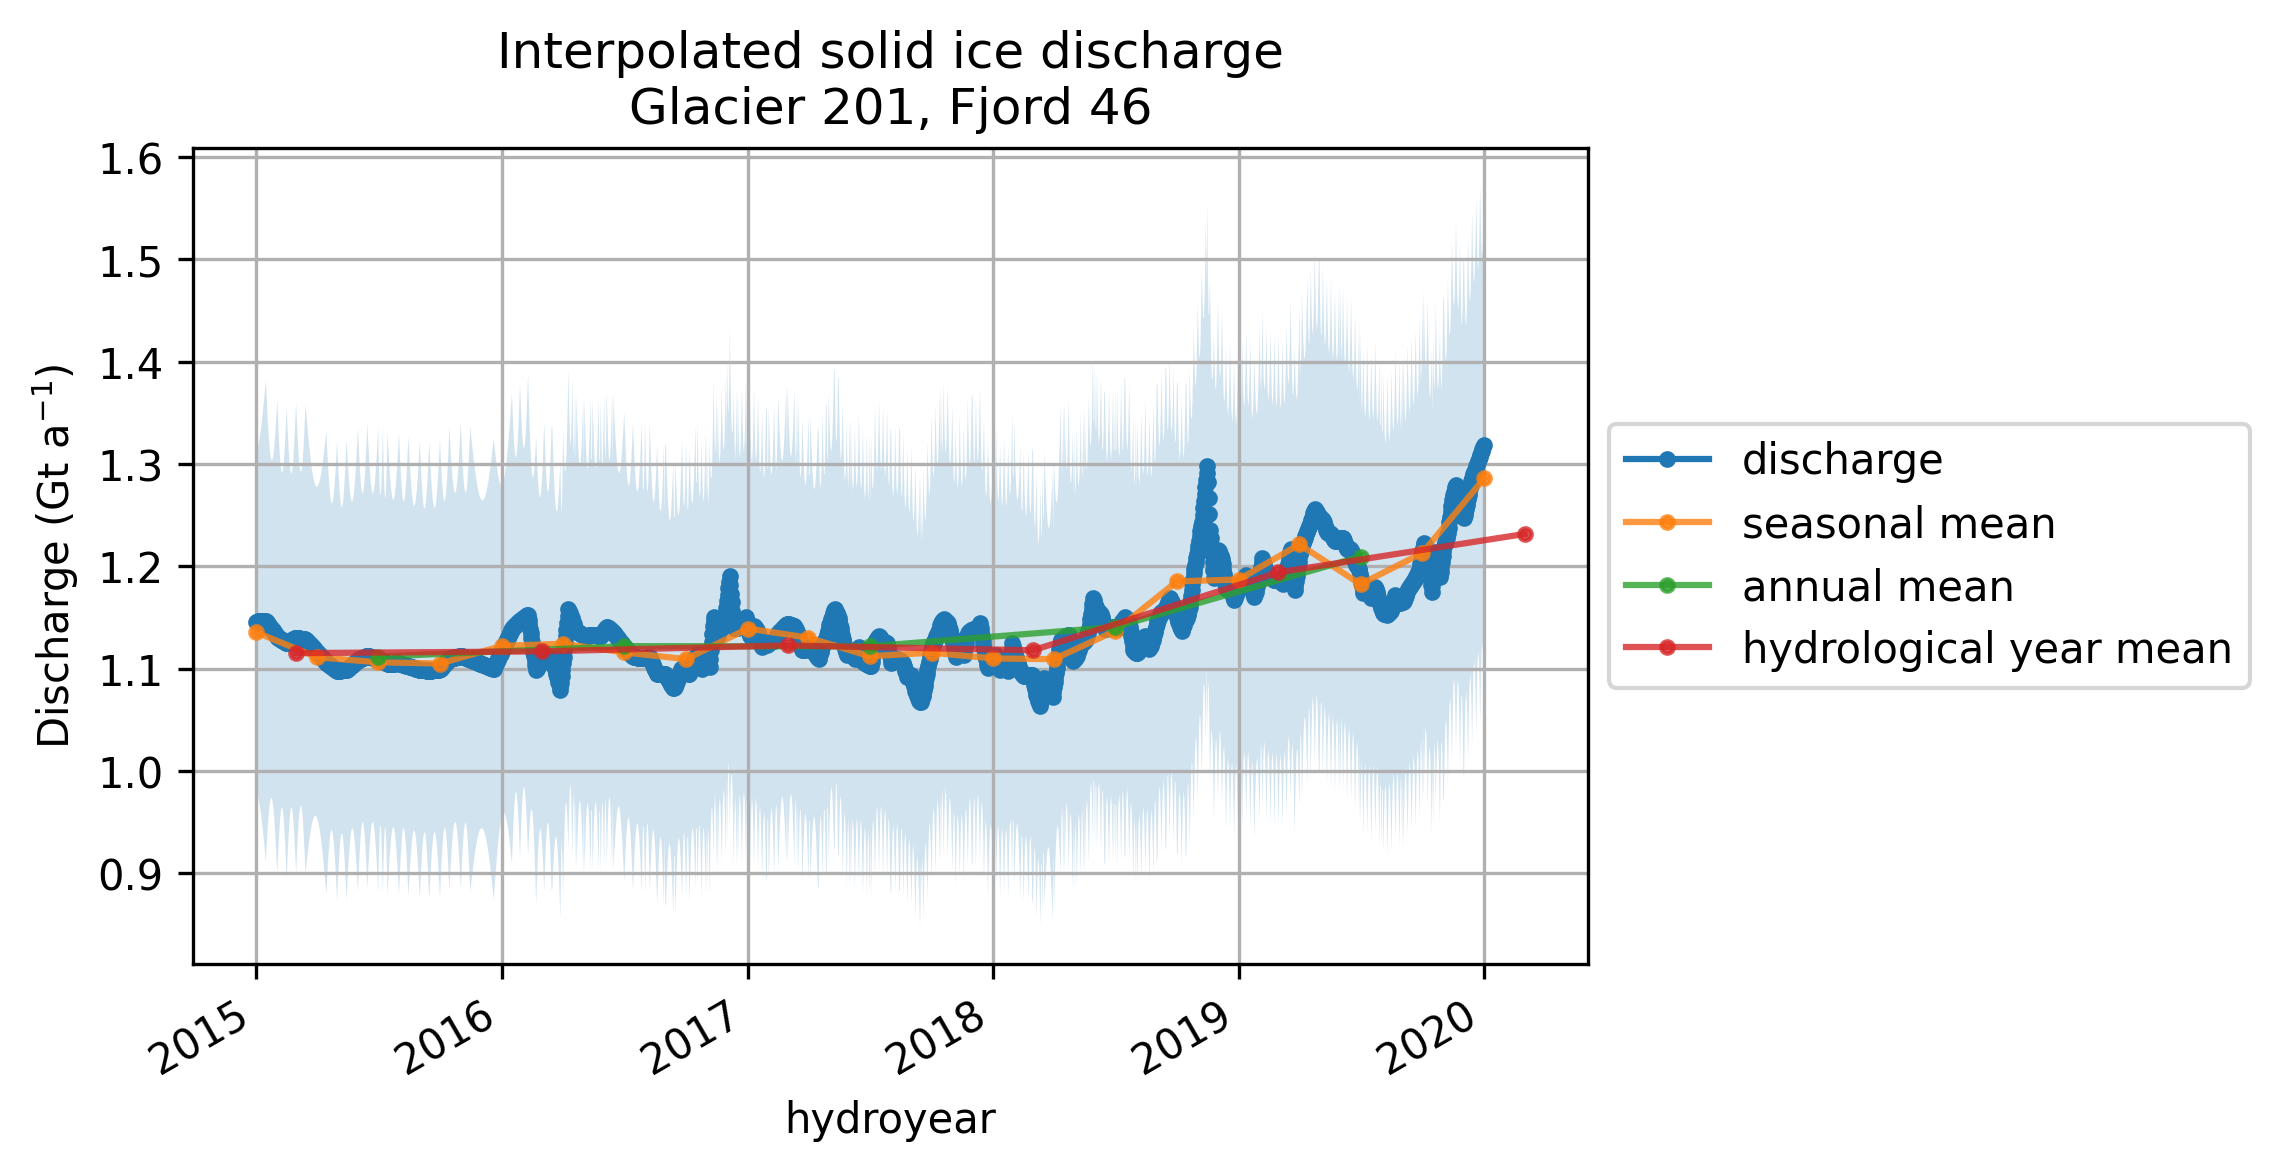 Interpolated solid ice discharge
Glacier 201, Fjord 46
Discharge (Gt a⁻¹)
1.6
1.5
1.4
1.3
1.2
1.1
1.0
0.9
2015
2016
2017
2018
2019
2020
hydroyear
discharge
seasonal mean
annual mean
hydrological year mean